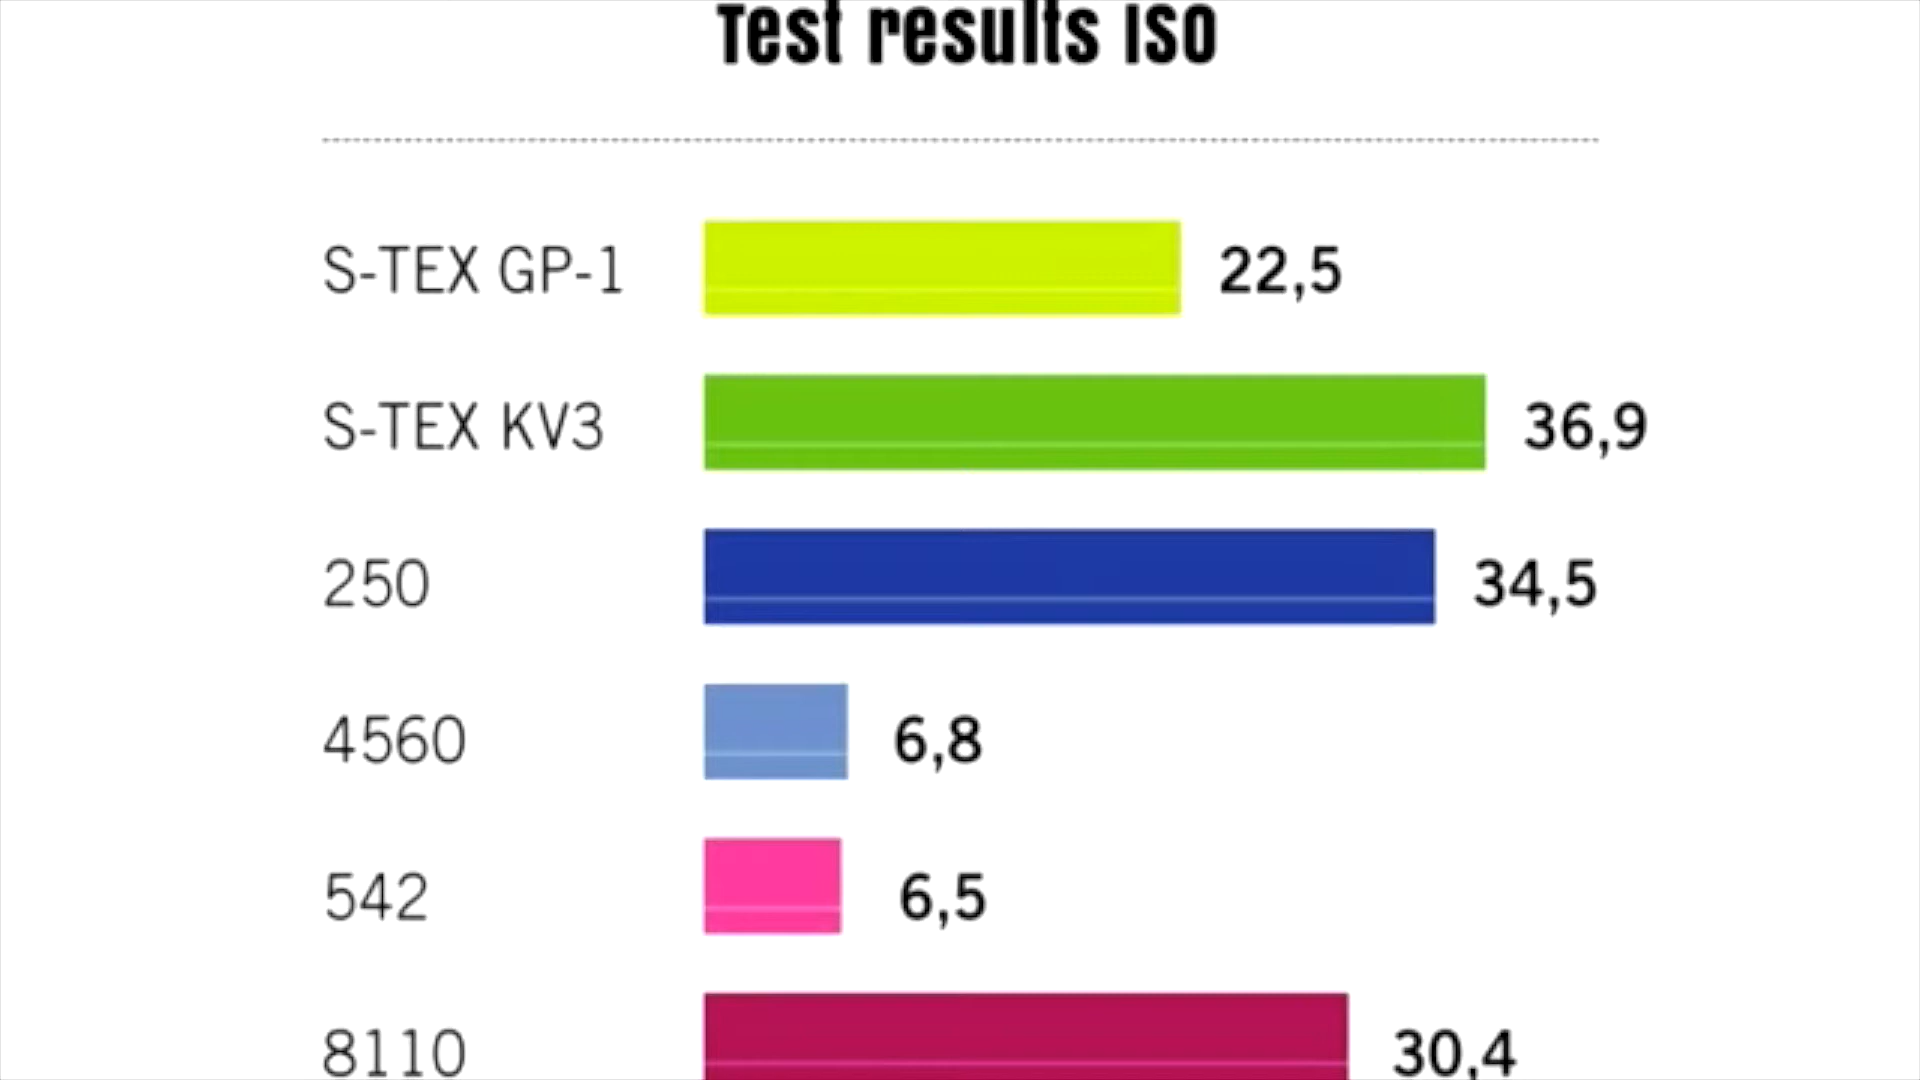 Test results ISO
S-TEX GP-1 22,5
S-TEX KV3 36,9
250 34,5
4560 6,8
542 6,5
8110 30,4